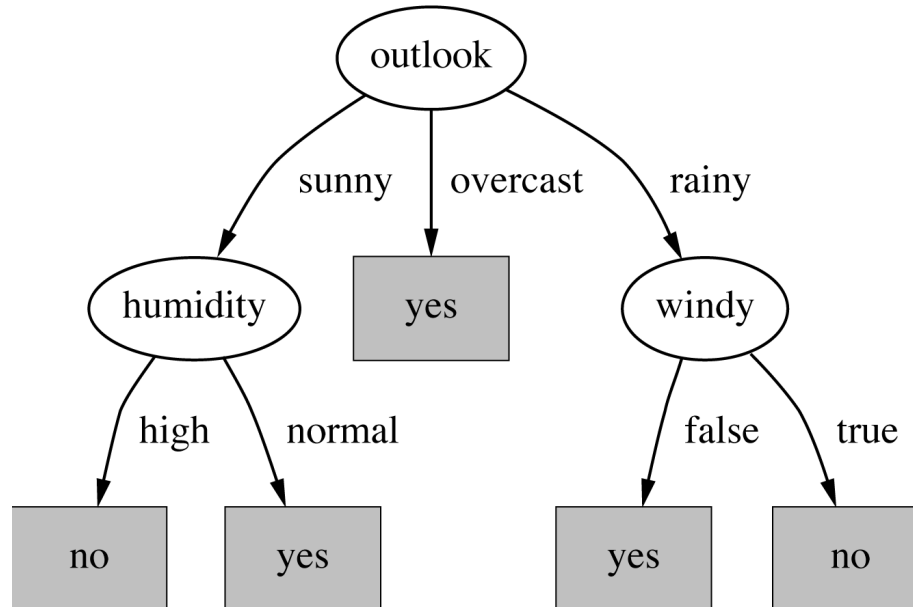 outlook
sunny overcast rainy
humidity yes windy
high normal false true
no yes yes no